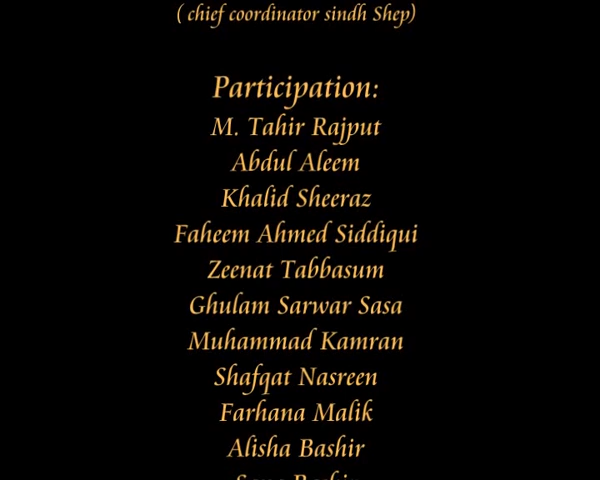 ( chief coordinator sindh Shep)
Participation:
M. Tahir Rajput
Abdul Aleem
Khalid Sheeraz
Faheem Ahmed Siddiqui
Zeenat Tabbasum
Ghulam Sarwar Sasa
Muhammad Kamran
Shafqat Nasreen
Farhana Malik
Alisha Bashir